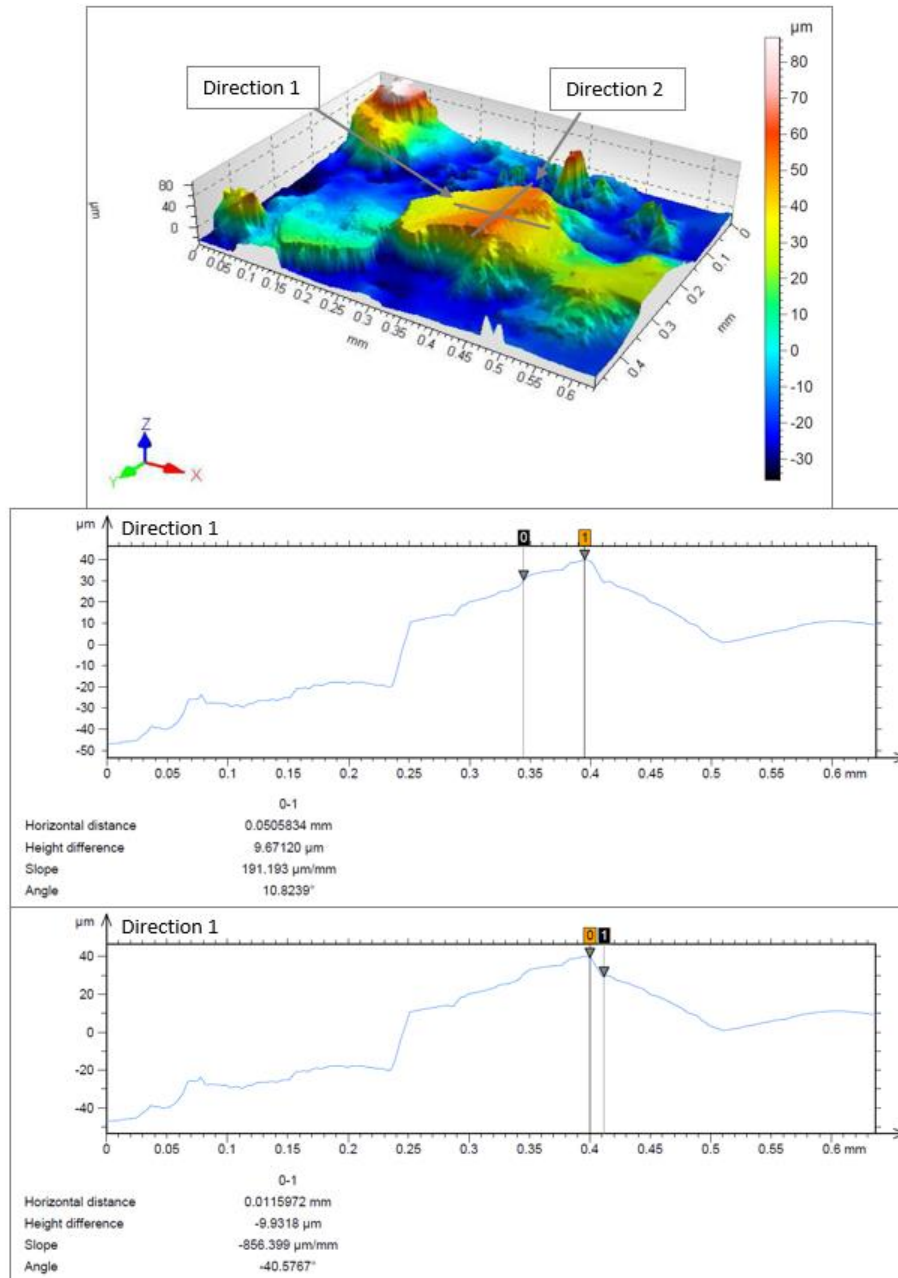 µm
80
70
60
50
40
30
20
10
0
-10
-20
-30
Direction 1
Direction 2
µm
80
40
0
0 0.05 0.1 0.15 0.2 0.25 0.3 0.35 0.4 0.45 0.5 0.55 0.6
mm
0 0.1 0.2 0.3 0.4
mm
Z
Y X
µm
Direction 1
0 1
40
30
20
10
0
-10
-20
-30
-40
-50
0 0.05 0.1 0.15 0.2 0.25 0.3 0.35 0.4 0.45 0.5 0.55 0.6 mm
0-1
Horizontal distance 0.0505834 mm
Height difference 9.67120 µm
Slope 191.193 µm/mm
Angle 10.8239°
µm
Direction 1
0 1
40
20
0
-20
-40
0 0.05 0.1 0.15 0.2 0.25 0.3 0.35 0.4 0.45 0.5 0.55 0.6 mm
0-1
Horizontal distance 0.0115972 mm
Height difference -9.9318 µm
Slope -856.399 µm/mm
Angle -40.5767°